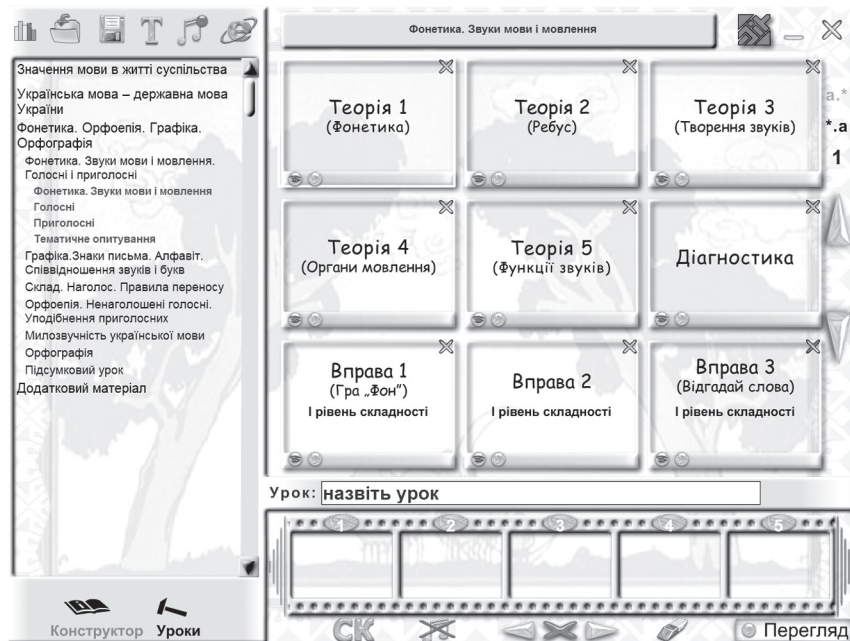 Фонетика. Звуки мови і мовлення
Значення мови в житті суспільства
Українська мова – державна мова
України
Фонетика. Орфоепія. Графіка.
Орфографія
Фонетика. Звуки мови і мовлення.
Голосні і приголосні
Фонетика. Звуки мови і мовлення
Голосні
Приголосні
Тематичне опитування
Графіка.Знаки письма. Алфавіт.
Співвідношення звуків і букв
Склад. Наголос. Правила переносу
Орфоепія. Ненаголошені голосні.
Уподібнення приголосних
Милозвучність української мови
Орфографія
Підсумковий урок
Додатковий матеріал
Конструктор Уроки
Теорія 1
(Фонетика)
Теорія 2
(Ребус)
Теорія 3
(Творення звуків)
а.*
*.а
1
Теорія 4
(Органи мовлення)
Теорія 5
(Функції звуків)
Діагностика
Вправа 1
(Гра „Фон“)
І рівень складності
Вправа 2
І рівень складності
Вправа 3
(Відгадай слова)
І рівень складності
Урок: назвіть урок
1 2 3 4 5
СК
Перегляд